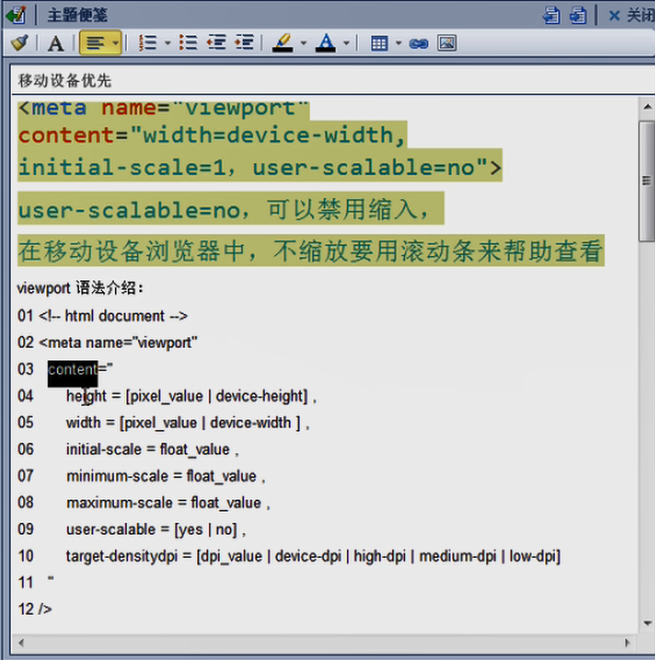 主题便笺
关闭
移动设备优先
<meta name="viewport"
content="width=device-width,
initial-scale=1, user-scalable=no">
user-scalable=no，可以禁用缩入，
在移动设备浏览器中，不缩放要用滚动条来帮助查看
viewport 语法介绍：
01 <!-- html document -->
02 <meta name="viewport"
03 content="
04 height = [pixel_value | device-height] ,
05 width = [pixel_value | device-width ] ,
06 initial-scale = float_value ,
07 minimum-scale = float_value ,
08 maximum-scale = float_value ,
09 user-scalable = [yes | no] ,
10 target-densitydpi = [dpi_value | device-dpi | high-dpi | medium-dpi | low-dpi]
11 "
12 />